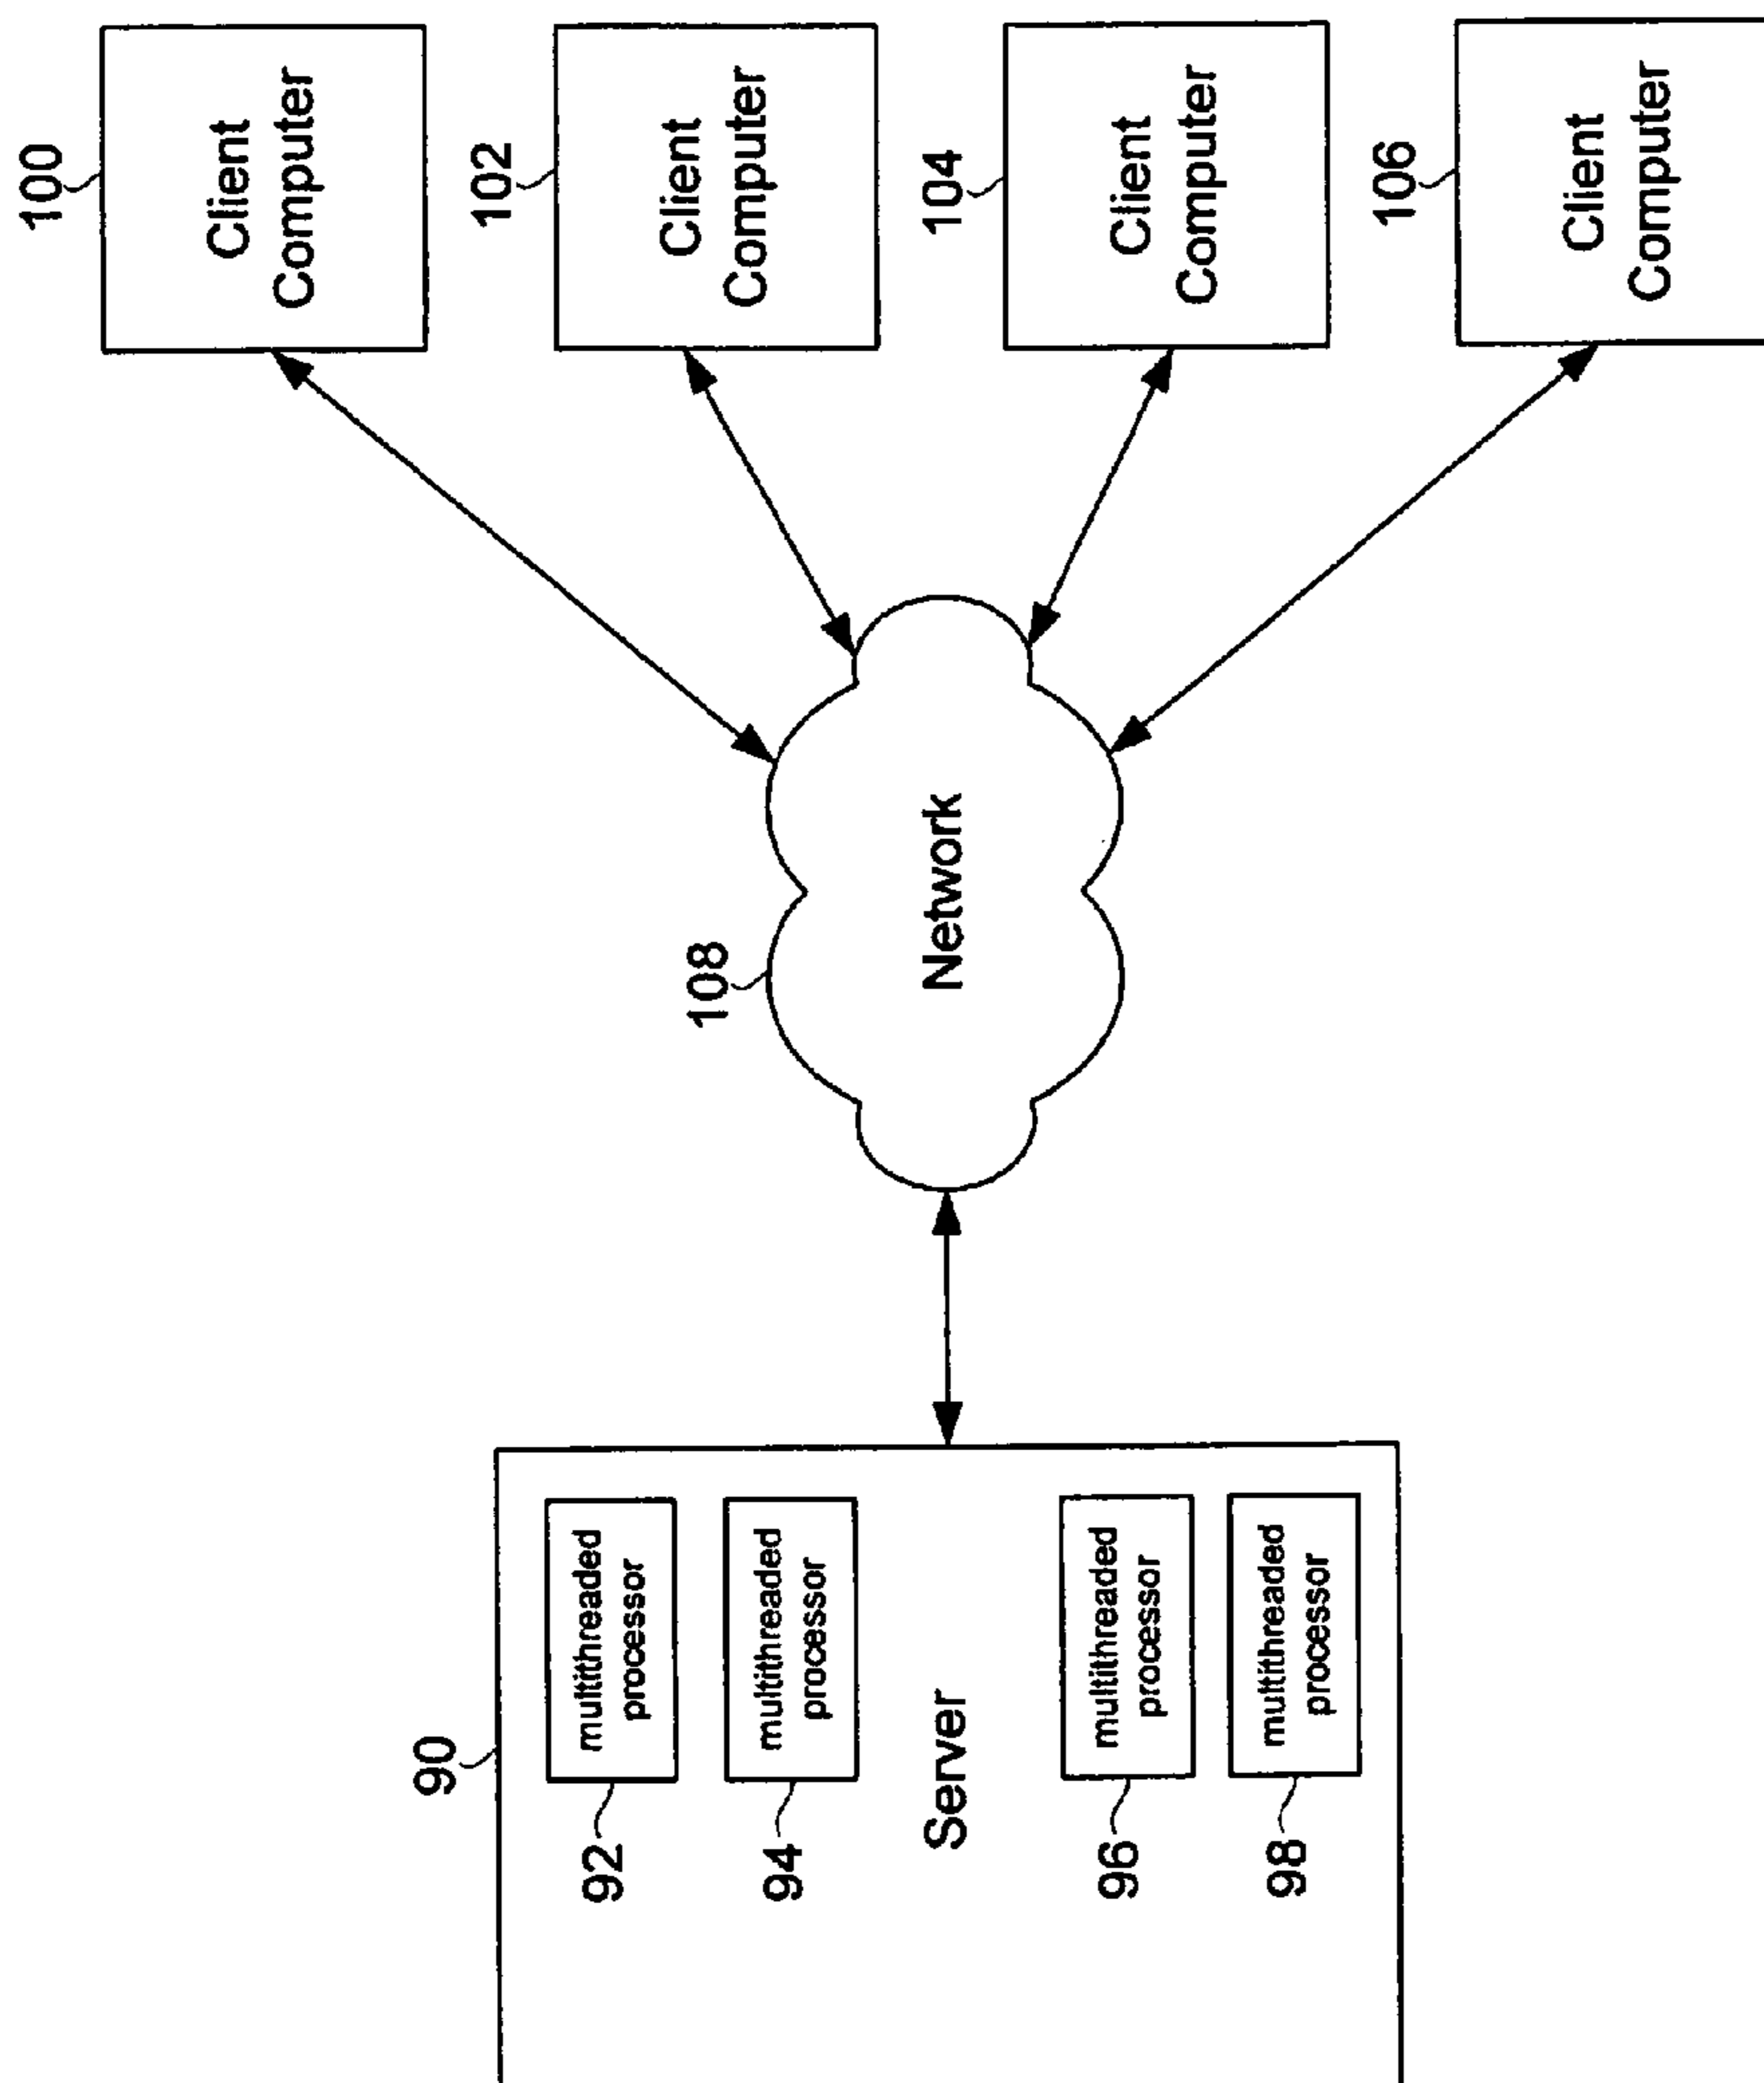 90
92
multithreaded
processor
94
multithreaded
processor
Server
96
multithreaded
processor
98
multithreaded
processor
108
Network
100
Client
Computer
102
Client
Computer
104
Client
Computer
106
Client
Computer